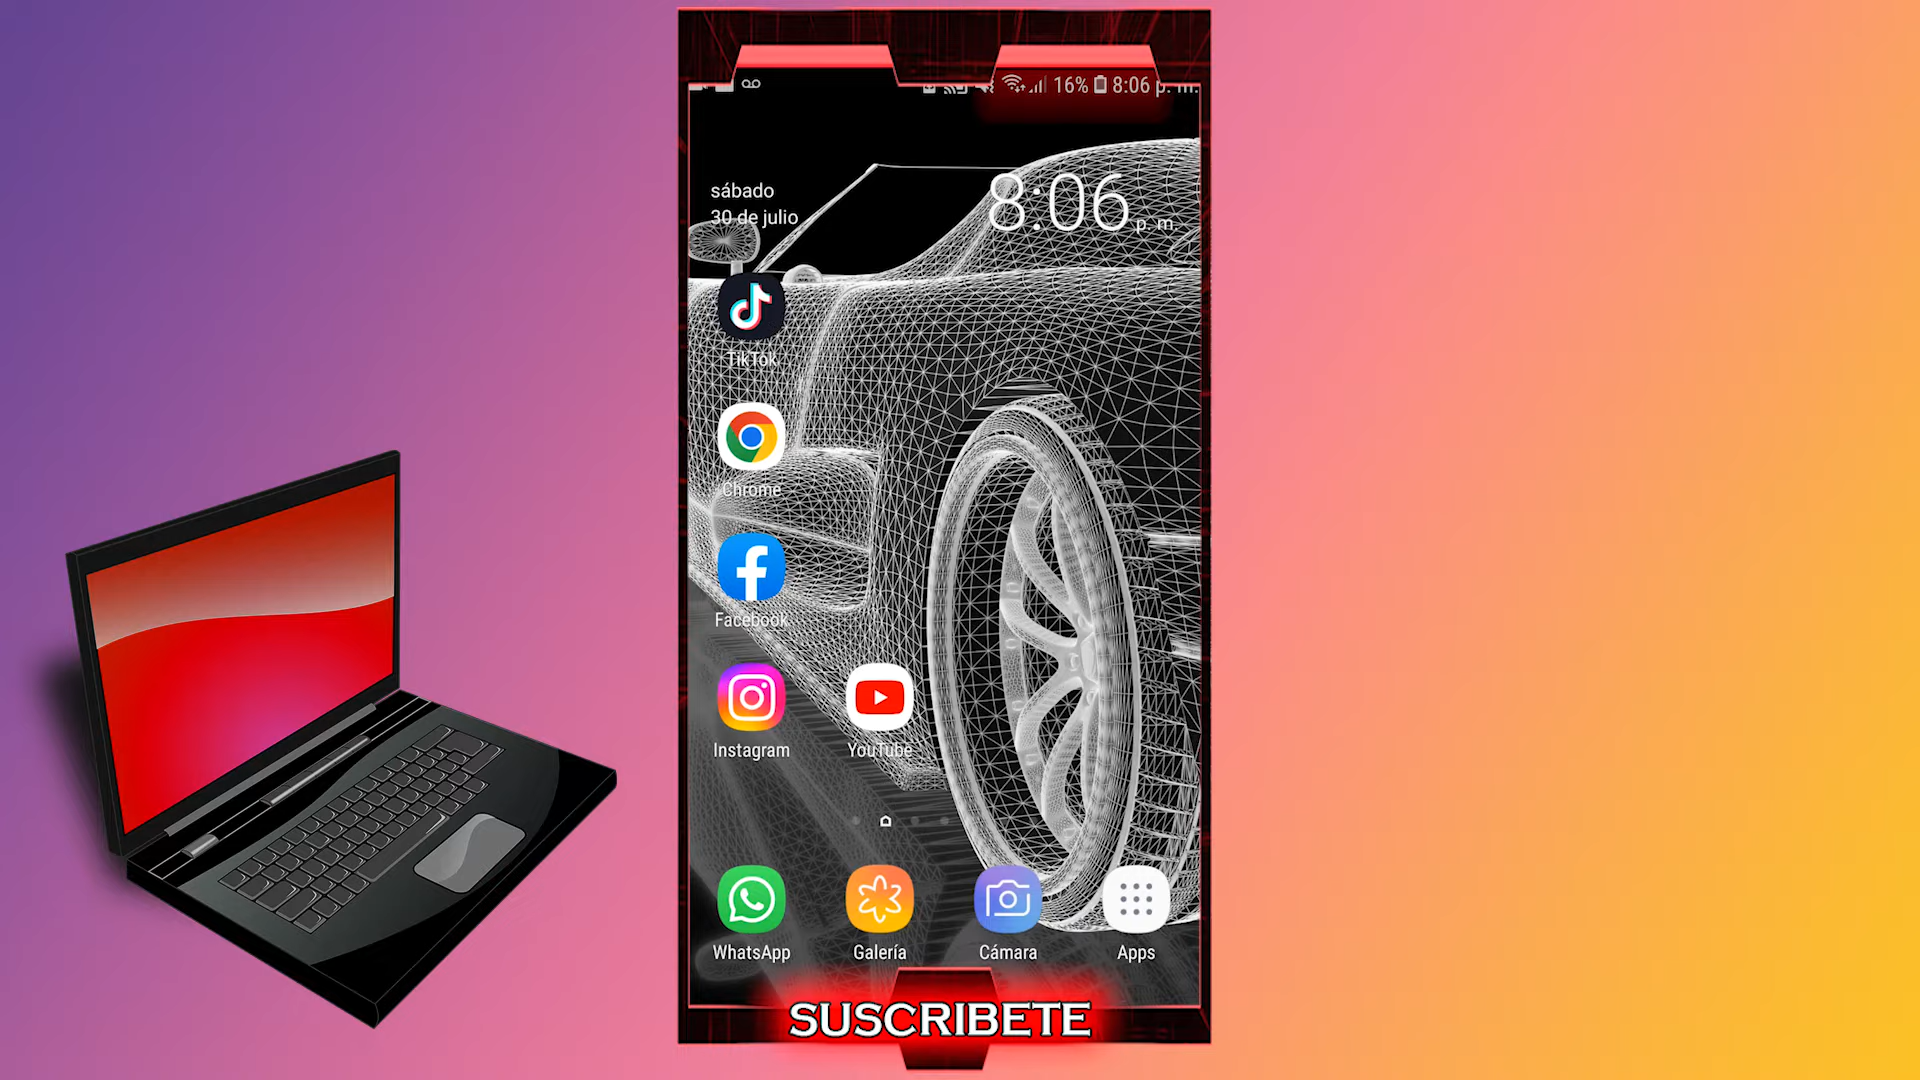 16% 8:06 p. m.
sábado
30 de julio
8:06 p. m.
TikTok
Chrome
Facebook
Instagram
YouTube
WhatsApp
Galería
Cámara
Apps
SUSCRIBETE